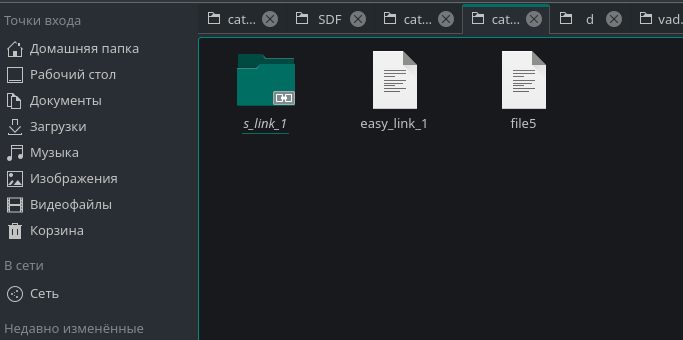 Точки входа
Домашняя папка
Рабочий стол
Документы
Загрузки
Музыка
Изображения
Видеофайлы
Корзина
В сети
Сеть
Недавно изменённые
cat... SDF cat... cat... d vad.
s_link_1 easy_link_1 file5